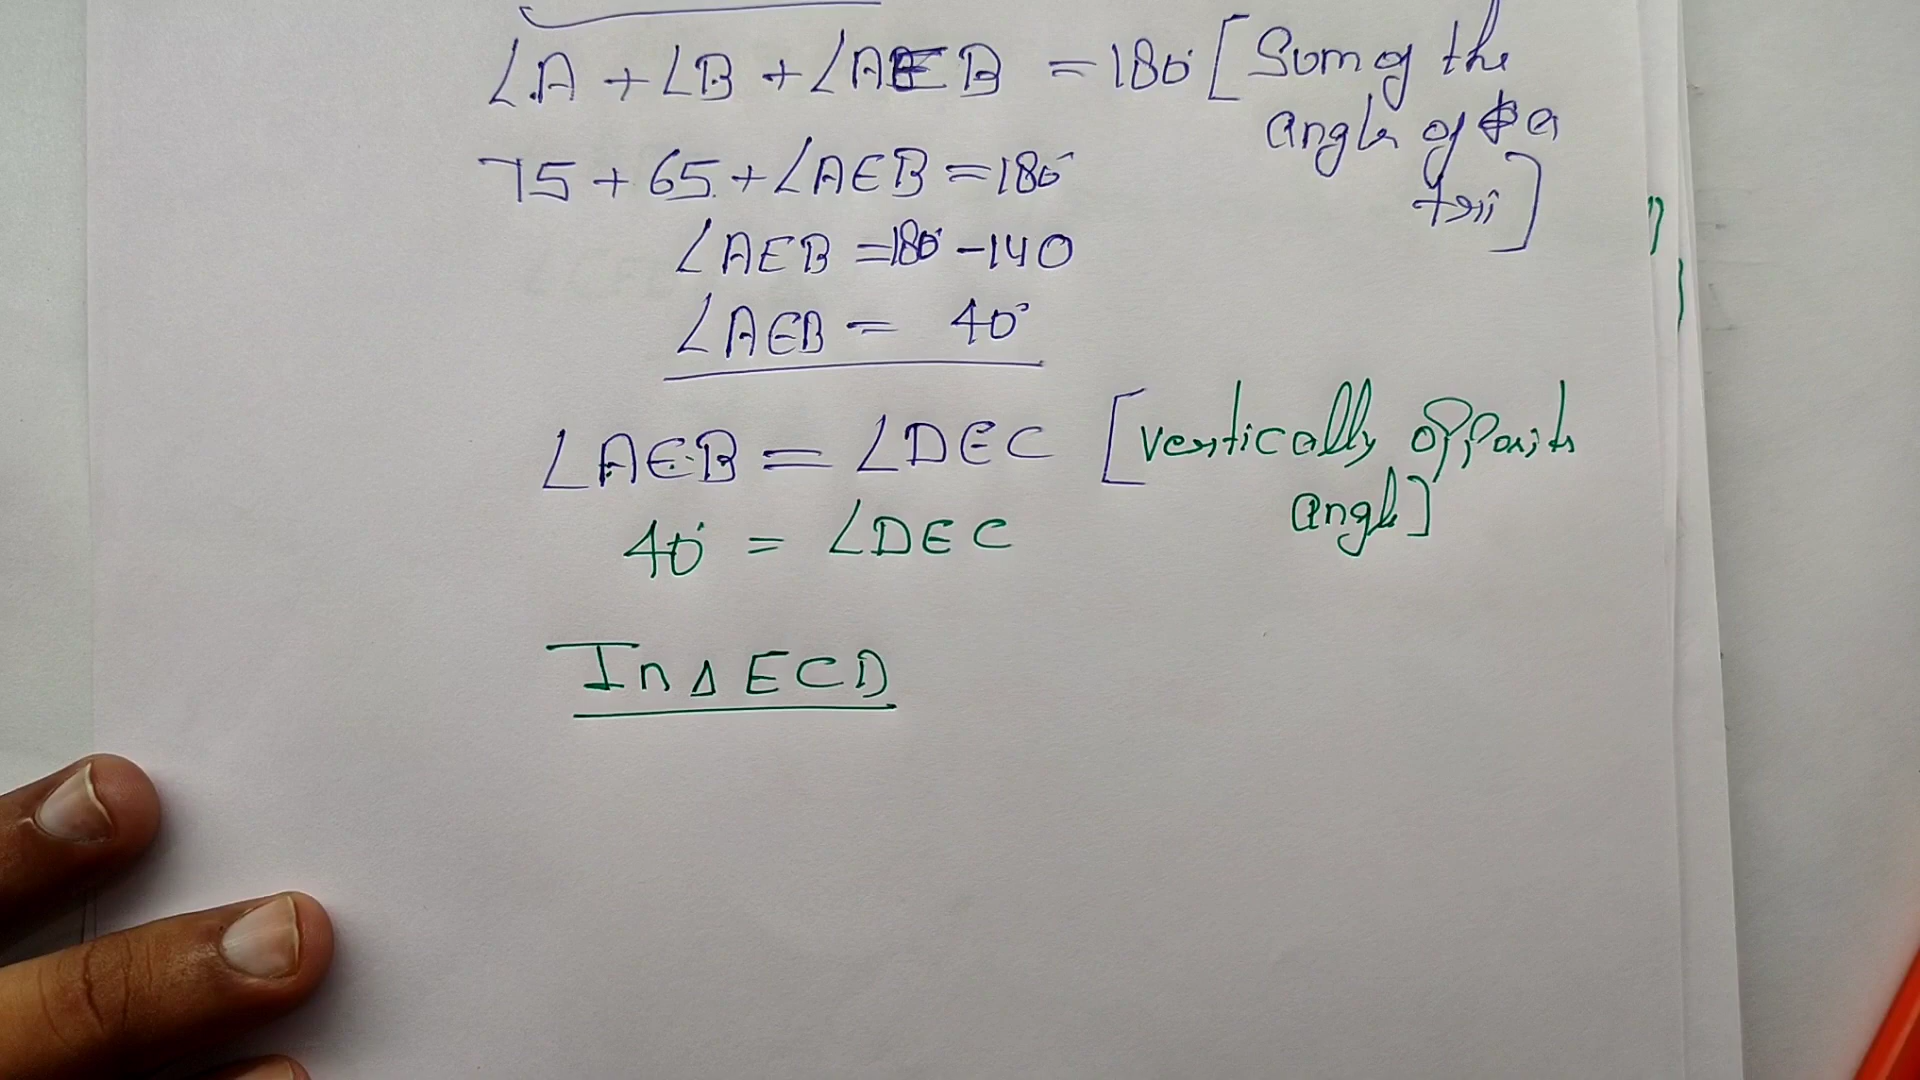 ∠A + ∠B + ∠AEB = 180° [Sum of the
angle of a
tri]
75 + 65 + ∠AEB = 180°
∠AEB = 180° - 140
∠AEB = 40°
∠AEB = ∠DEC [vertically opposite
angle]
40° = ∠DEC
In △ ECD